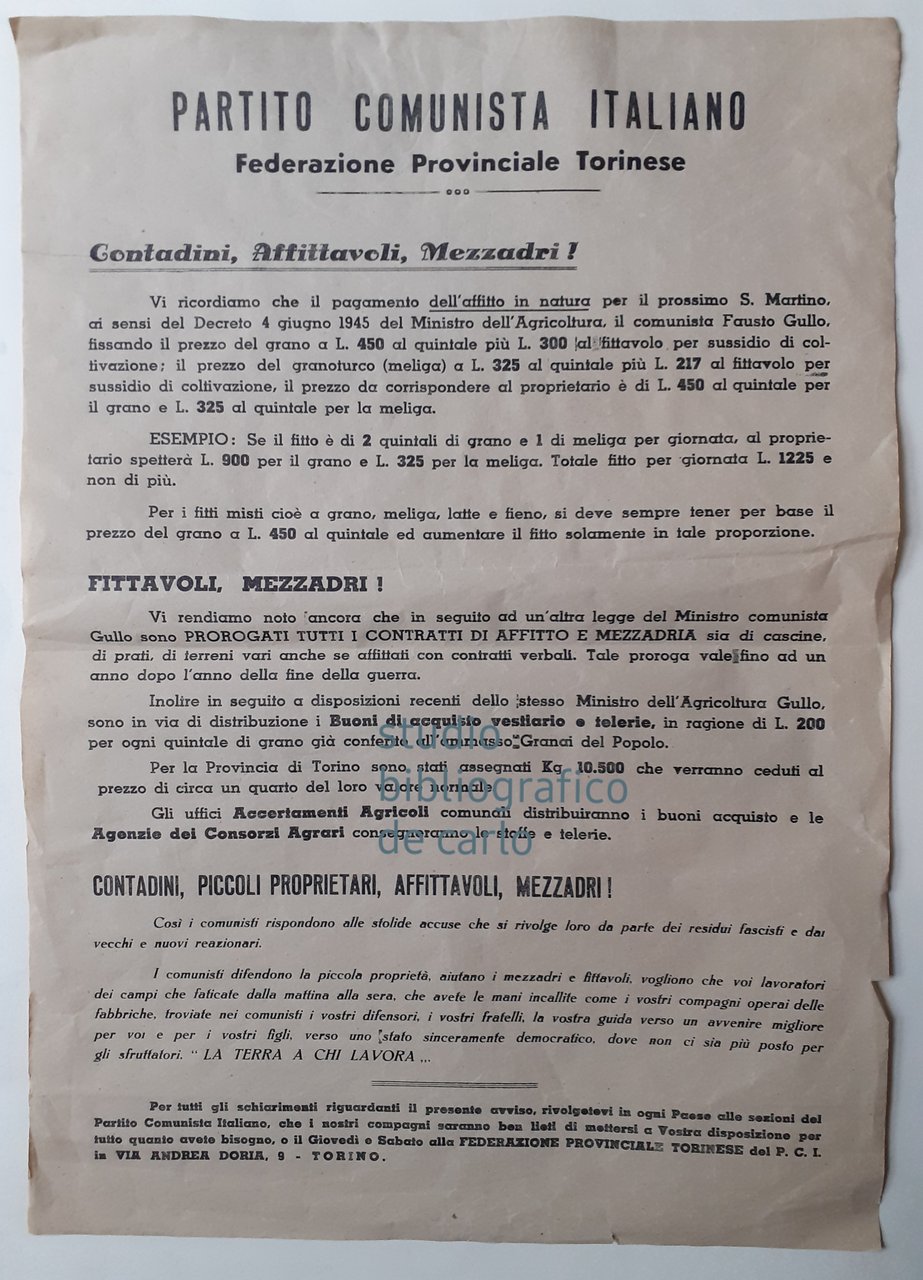 PARTITO COMUNISTA ITALIANO
Federazione Provinciale Torinese
Contadini, Affittavoli, Mezzadri !
Vi ricordiamo che il pagamento dell'affitto in natura per il prossimo S. Martino,
ai sensi del Decreto 4 giugno 1945 del Ministro dell'Agricoltura, il comunista Fausto Gullo,
fissando il prezzo del grano a L. 450 al quintale più L. 300 al fittavolo per sussidio di col-
tivazione; il prezzo del granoturco (meliga) a L. 325 al quintale più L. 217 al fittavolo per
sussidio di coltivazione, il prezzo da corrispondere al proprietario è di L. 450 al quintale per
il grano e L. 325 al quintale per la meliga.
ESEMPIO: Se il fitto è di 2 quintali di grano e 1 di meliga per giornata, al proprie-
tario spetterà L. 900 per il grano e L. 325 per la meliga. Totale fitto per giornata L. 1225 e
non di più.
Per i fitti misti cioè a grano, meliga, latte e fieno, si deve sempre tener per base il
prezzo del grano a L. 450 al quintale ed aumentare il fitto solamente in tale proporzione.
FITTAVOLI, MEZZADRI !
Vi rendiamo noto ancora che in seguito ad un'altra legge del Ministro comunista
Gullo sono PROROGATI TUTTI I CONTRATTI DI AFFITTO E MEZZADRIA sia di cascine,
di prati, di terreni vari anche se affittati con contratti verbali. Tale proroga vale fino ad un
anno dopo l'anno della fine della guerra.
Inolre in seguito a disposizioni recenti dello stesso Ministro dell'Agricoltura Gullo,
sono in via di distribuzione i Buoni di acquisto vestiario e telerie, in ragione di L. 200
per ogni quintale di grano già conferito all'ammasso Granai del Popolo.
Per la Provincia di Torino sono stati assegnati Kg. 10.500 che verranno ceduti al
prezzo di circa un quarto del loro valore normale.
Gli uffici Accertamenti Agricoli comunali distribuiranno i buoni acquisto e le
Agenzie dei Consorzi Agrari consegneranno le stoffe e telerie.
studio
bibliografico
de carlo
CONTADINI, PICCOLI PROPRIETARI, AFFITTAVOLI, MEZZADRI !
Così i comunisti rispondono alle stolide accuse che si rivolge loro da parte dei residui fascisti e dai
vecchi e nuovi reazionari.
I comunisti difendono la piccola proprietà, aiutano i mezzadri e fittavoli, vogliono che voi lavoratori
dei campi che faticate dalla mattina alla sera, che avete le mani incallite come i vostri compagni operai delle
fabbriche, troviate nei comunisti i vostri difensori, i vostri fratelli, la vostra guida verso un avvenire migliore
per voi e per i vostri figli, verso uno stato sinceramente democratico, dove non ci sia più posto per
gli sfruttatori. “ LA TERRA A CHI LAVORA „.
Per tutti gli schiarimenti riguardanti il presente avviso, rivolgetevi in ogni Paese alle sezioni del
Partito Comunista Italiano, che i nostri compagni saranno ben lieti di mettersi a Vostra disposizione per
tutto quanto avete bisogno, o il Giovedì e Sabato alla FEDERAZIONE PROVINCIALE TORINESE del P. C. I.
in VIA ANDREA DORIA, 9 - TORINO.